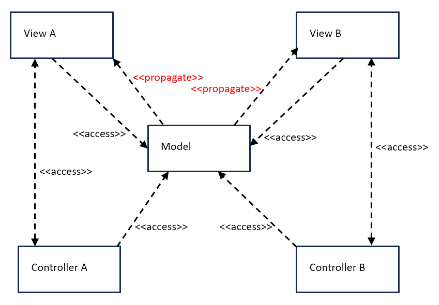 View A
View B
<<propagate>>
<<propagate>>
<<access>>
<<access>>
Model
<<access>>
<<access>>
<<access>>
<<access>>
Controller A
Controller B